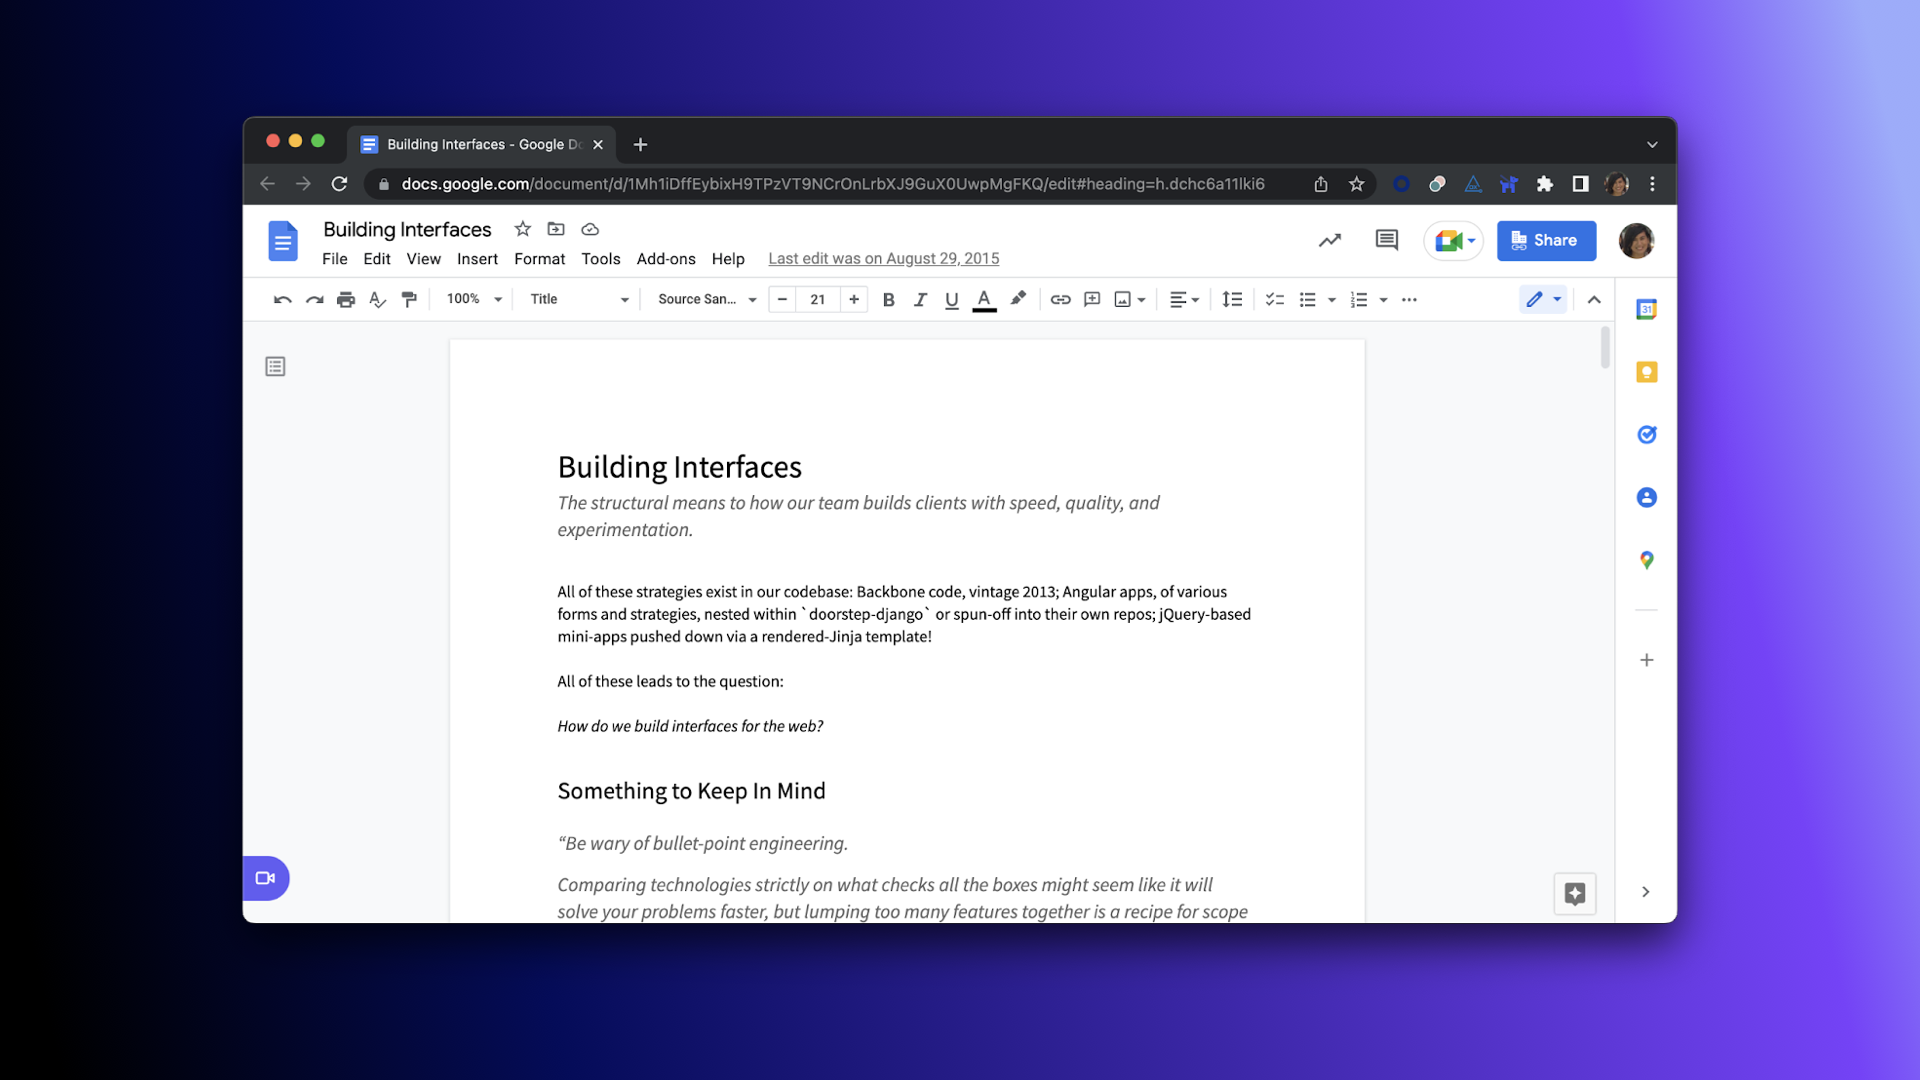 Building Interfaces - Google Do
docs.google.com/document/d/1Mh1iDffEybixH9TPzVT9NCrOnLrbXJ9GuX0UwpMgFKQ/edit#heading=h.dchc6a11lki6
Building Interfaces
Share
File Edit View Insert Format Tools Add-ons Help Last edit was on August 29, 2015
100% Title Source San... 21 B I U A
31
Building Interfaces
The structural means to how our team builds clients with speed, quality, and
experimentation.
All of these strategies exist in our codebase: Backbone code, vintage 2013; Angular apps, of various
forms and strategies, nested within `doorstep-django` or spun-off into their own repos; jQuery-based
mini-apps pushed down via a rendered-Jinja template!
All of these leads to the question:
How do we build interfaces for the web?
Something to Keep In Mind
“Be wary of bullet-point engineering.
Comparing technologies strictly on what checks all the boxes might seem like it will
solve your problems faster, but lumping too many features together is a recipe for scope